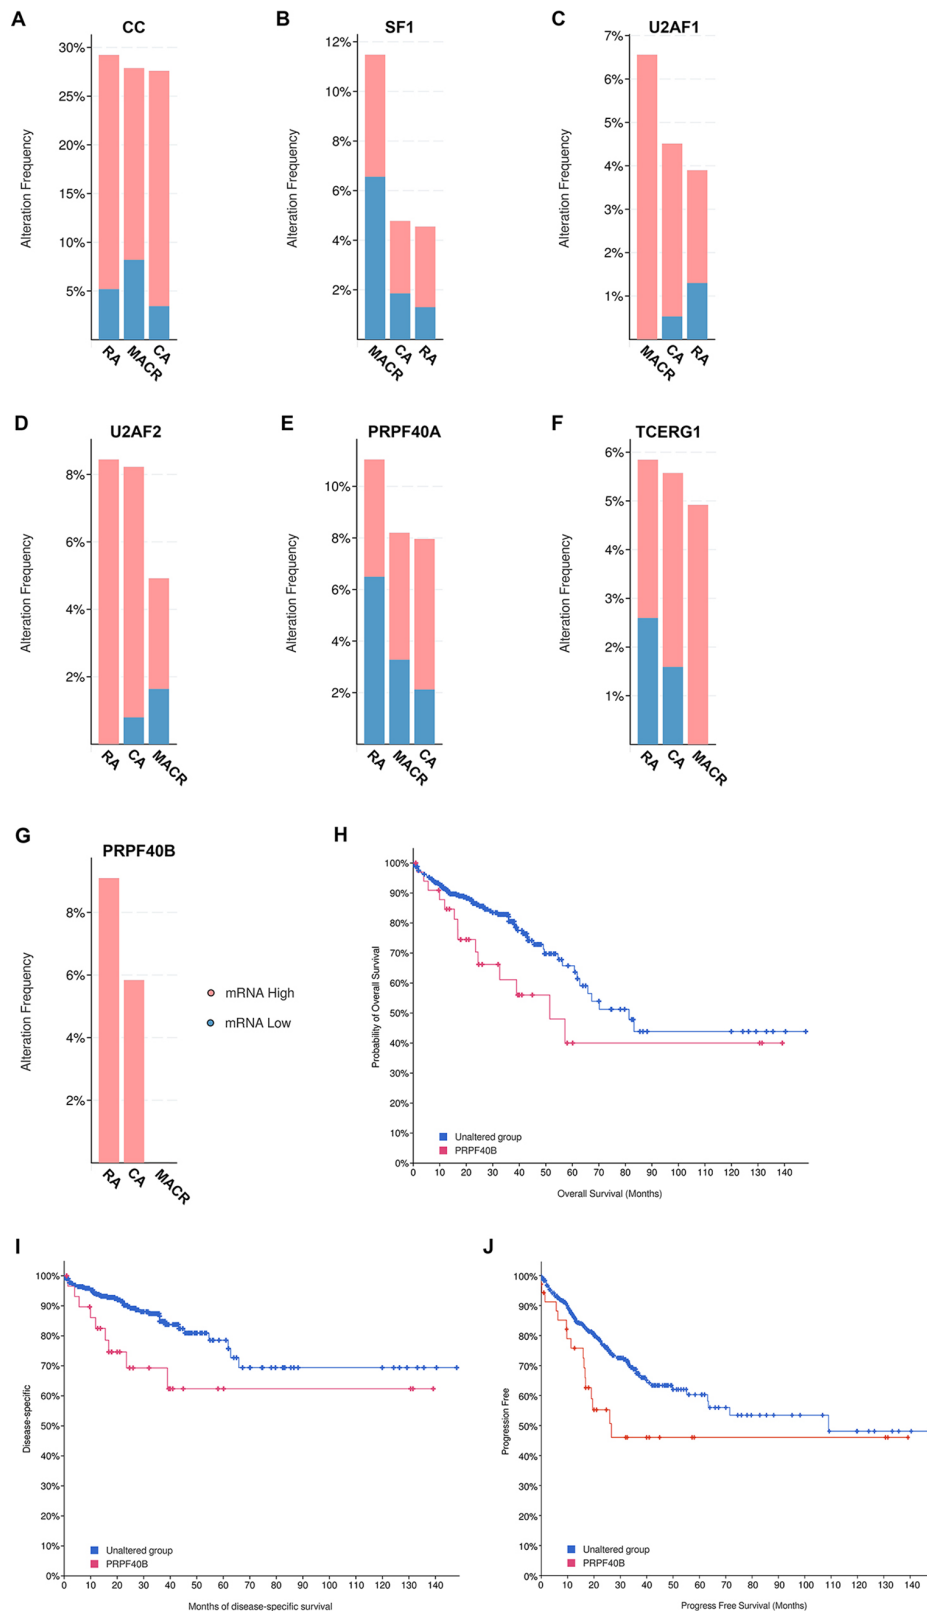 A
CC
Alteration Frequency
30%
25%
20%
15%
10%
5%
RA
MACR
CA
B
SF1
Alteration Frequency
12%
10%
8%
6%
4%
2%
MACR
CA
RA
C
U2AF1
Alteration Frequency
7%
6%
5%
4%
3%
2%
1%
MACR
CA
RA
D
U2AF2
Alteration Frequency
8%
6%
4%
2%
RA
CA
MACR
E
PRPF40A
Alteration Frequency
10%
8%
6%
4%
2%
RA
MACR
CA
F
TCERG1
Alteration Frequency
6%
5%
4%
3%
2%
1%
RA
CA
MACR
G
PRPF40B
Alteration Frequency
8%
6%
4%
2%
RA
CA
MACR
mRNA High
mRNA Low
H
Probability of Overall Survival
100%
90%
80%
70%
60%
50%
40%
30%
20%
10%
0%
Unaltered group
PRPF40B
0 10 20 30 40 50 60 70 80 90 100 110 120 130 140
Overall Survival (Months)
I
Disease-specific
100%
90%
80%
70%
60%
50%
40%
30%
20%
10%
0%
Unaltered group
PRPF40B
0 10 20 30 40 50 60 70 80 90 100 110 120 130 140
Months of disease-specific survival
J
Progression Free
100%
90%
80%
70%
60%
50%
40%
30%
20%
10%
0%
Unaltered group
PRPF40B
0 10 20 30 40 50 60 70 80 90 100 110 120 130 140
Progress Free Survival (Months)